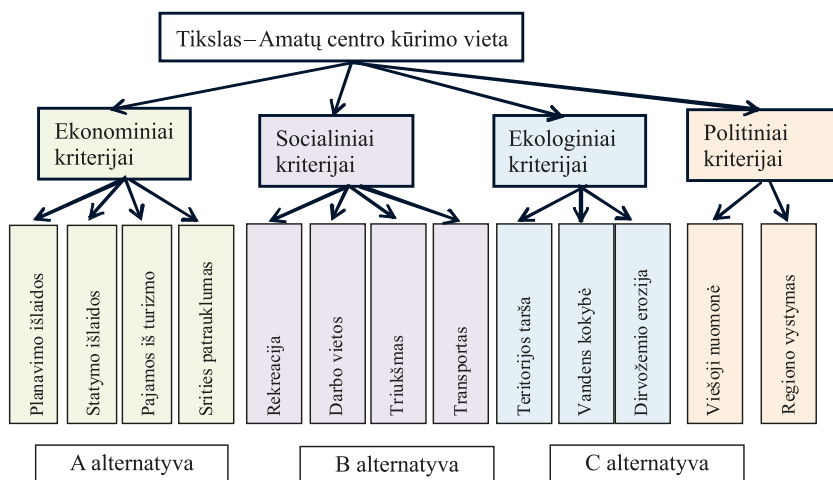 Tikslas–Amatų centro kūrimo vieta
Ekonominiai
kriterijai
Socialiniai
kriterijai
Ekologiniai
kriterijai
Politiniai
kriterijai
Planavimo išlaidos
Statymo išlaidos
Pajamos iš turizmo
Srities patrauklumas
Rekreacija
Darbo vietos
Triukšmas
Transportas
Teritorijos tarša
Vandens kokybė
Dirvožemio erozija
Viešoji nuomonė
Regiono vystymas
A alternatyva
B alternatyva
C alternatyva